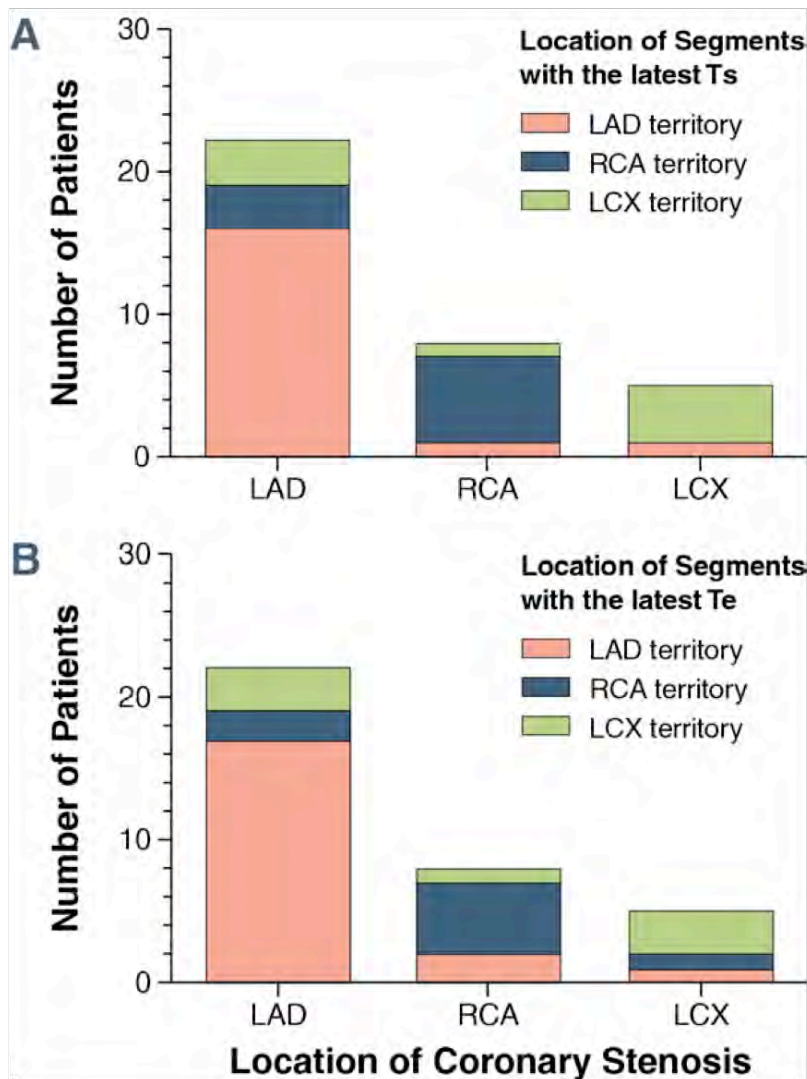 A
30
20
10
0
Number of Patients
Location of Segments
with the latest Ts
LAD territory
RCA territory
LCX territory
LAD RCA LCX
B
30
20
10
0
Number of Patients
Location of Segments
with the latest Te
LAD territory
RCA territory
LCX territory
LAD RCA LCX
Location of Coronary Stenosis